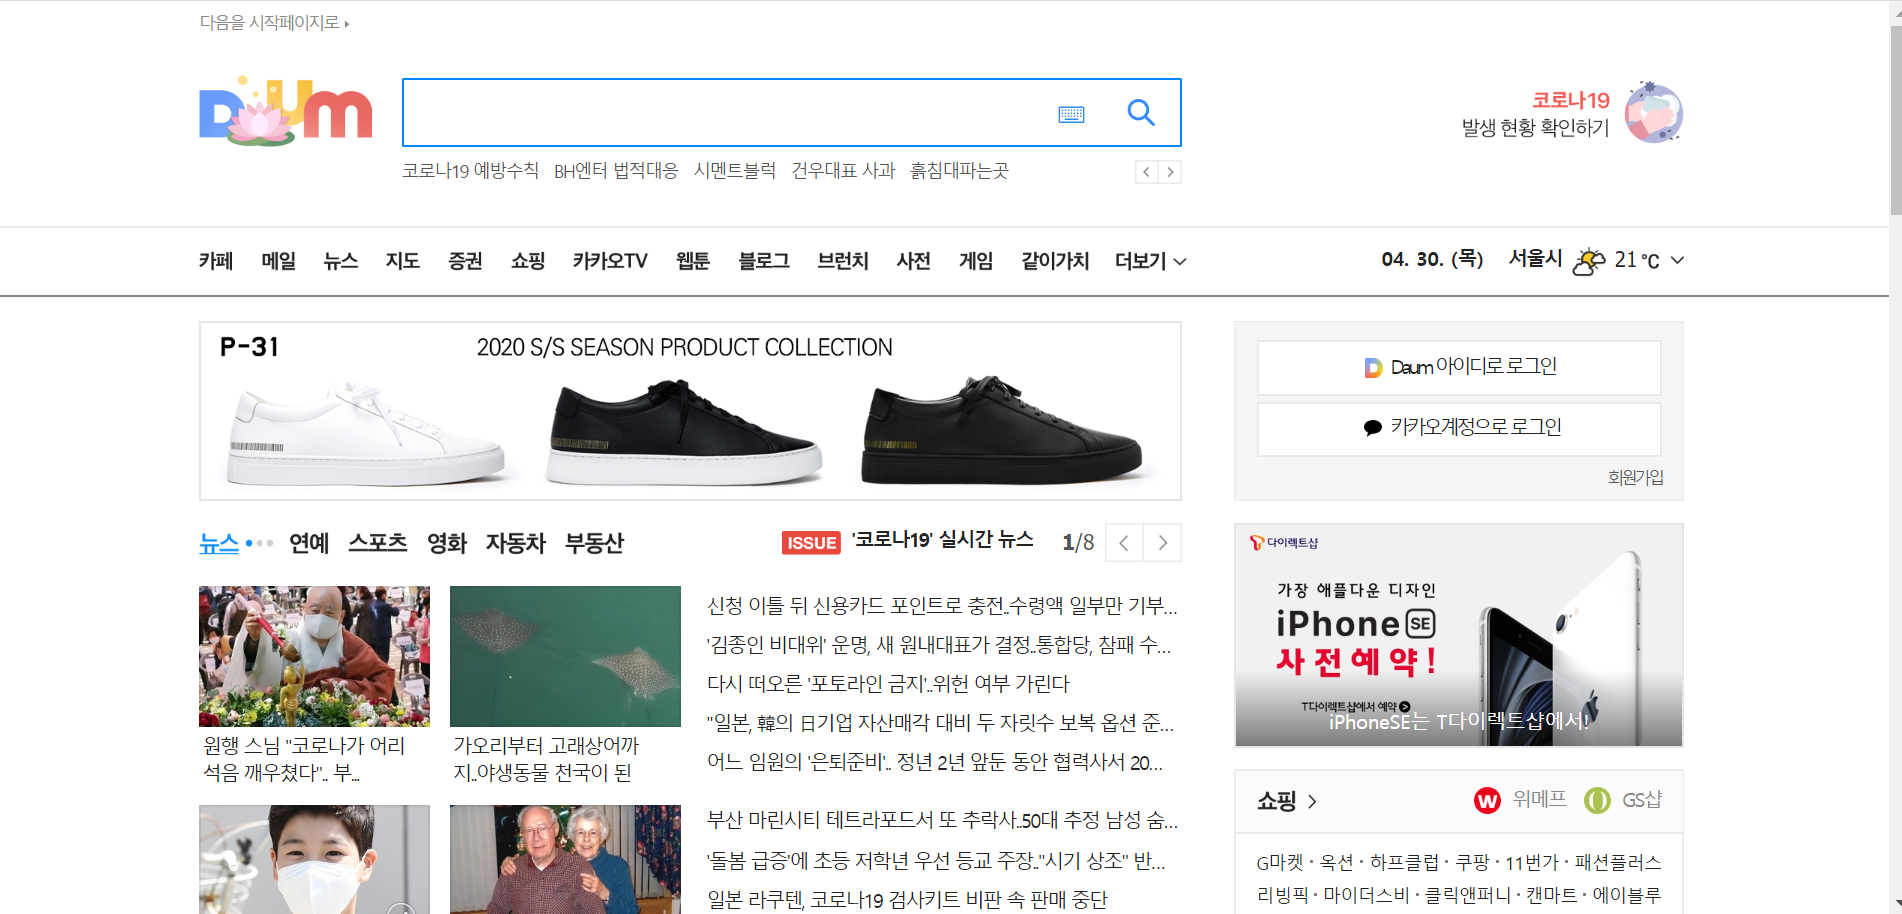 다음을 시작페이지로
Daum
코로나19
발생 현황 확인하기
코로나19 예방수칙 BH엔터 법적대응 시멘트블럭 건우대표 사과 흙침대파는곳
카페 메일 뉴스 지도 증권 쇼핑 카카오TV 웹툰 블로그 브런치 사전 게임 같이가치 더보기
04. 30. (목) 서울시 21 ℃
P-31 2020 S/S SEASON PRODUCT COLLECTION
Daum 아이디로 로그인
카카오계정으로 로그인
회원가입
뉴스 연예 스포츠 영화 자동차 부동산
ISSUE '코로나19' 실시간 뉴스 1/8
원행 스님 "코로나가 어리
석음 깨우쳤다".. 부...
가오리부터 고래상어까
지..야생동물 천국이 된
신청 이틀 뒤 신용카드 포인트로 충전..수령액 일부만 기부...
'김종인 비대위' 운명, 새 원내대표가 결정..통합당, 참패 수...
다시 떠오른 '포토라인 금지'..위헌 여부 가린다
"일본, 韓의 日기업 자산매각 대비 두 자릿수 보복 옵션 준...
어느 임원의 '은퇴준비'.. 정년 2년 앞둔 동안 협력사서 20...
부산 마린시티 테트라포드서 또 추락사..50대 추정 남성 숨...
'돌봄 급증'에 초등 저학년 우선 등교 주장.."시기 상조" 반...
일본 라쿠텐, 코로나19 검사키트 비판 속 판매 중단
T다이렉트샵
가장 애플다운 디자인
iPhone SE
사전예약!
T다이렉트샵에서 예약
iPhoneSE는 T다이렉트샵에서!
쇼핑 위메프 GS샵
G마켓 · 옥션 · 하프클럽 · 쿠팡 · 11번가 · 패션플러스
리빙픽 · 마이더스비 · 클릭앤퍼니 · 캔마트 · 에이블루